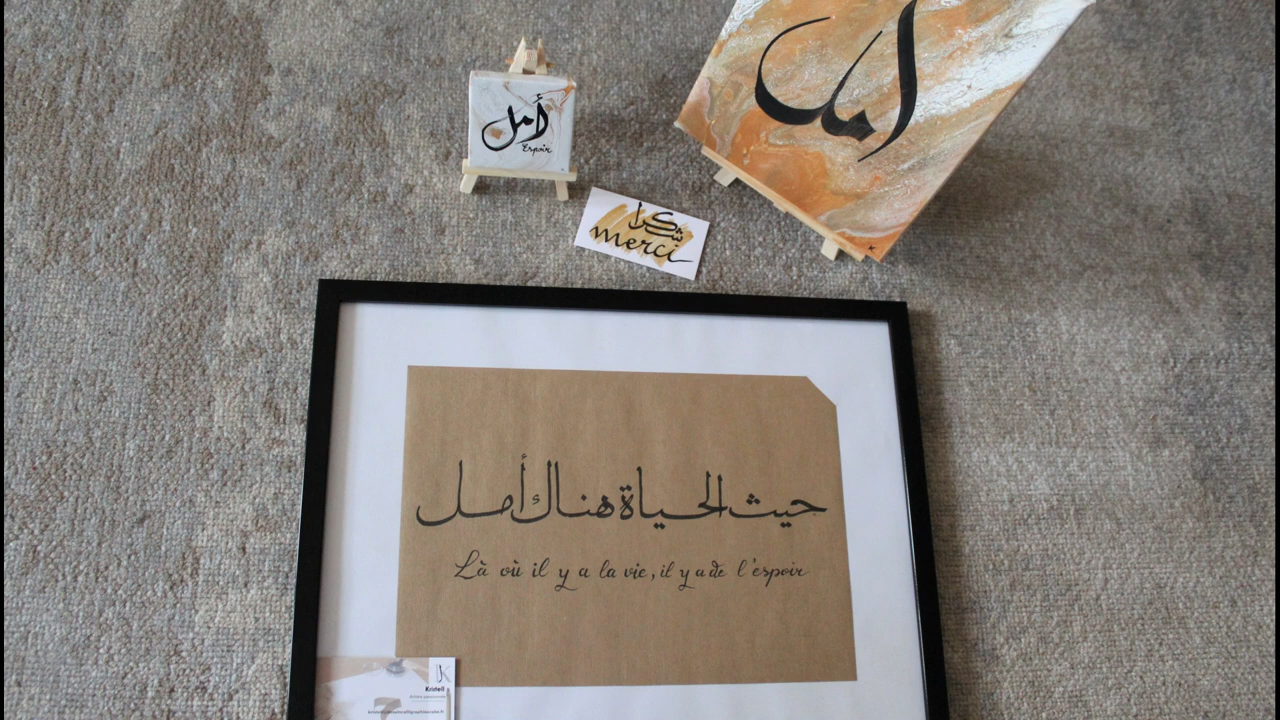 أمل
أمل
Espoir
شكرا
merci
حيث الحياة هناك أمل
Là où il y a la vie, il y a de l'espoir
Kristell